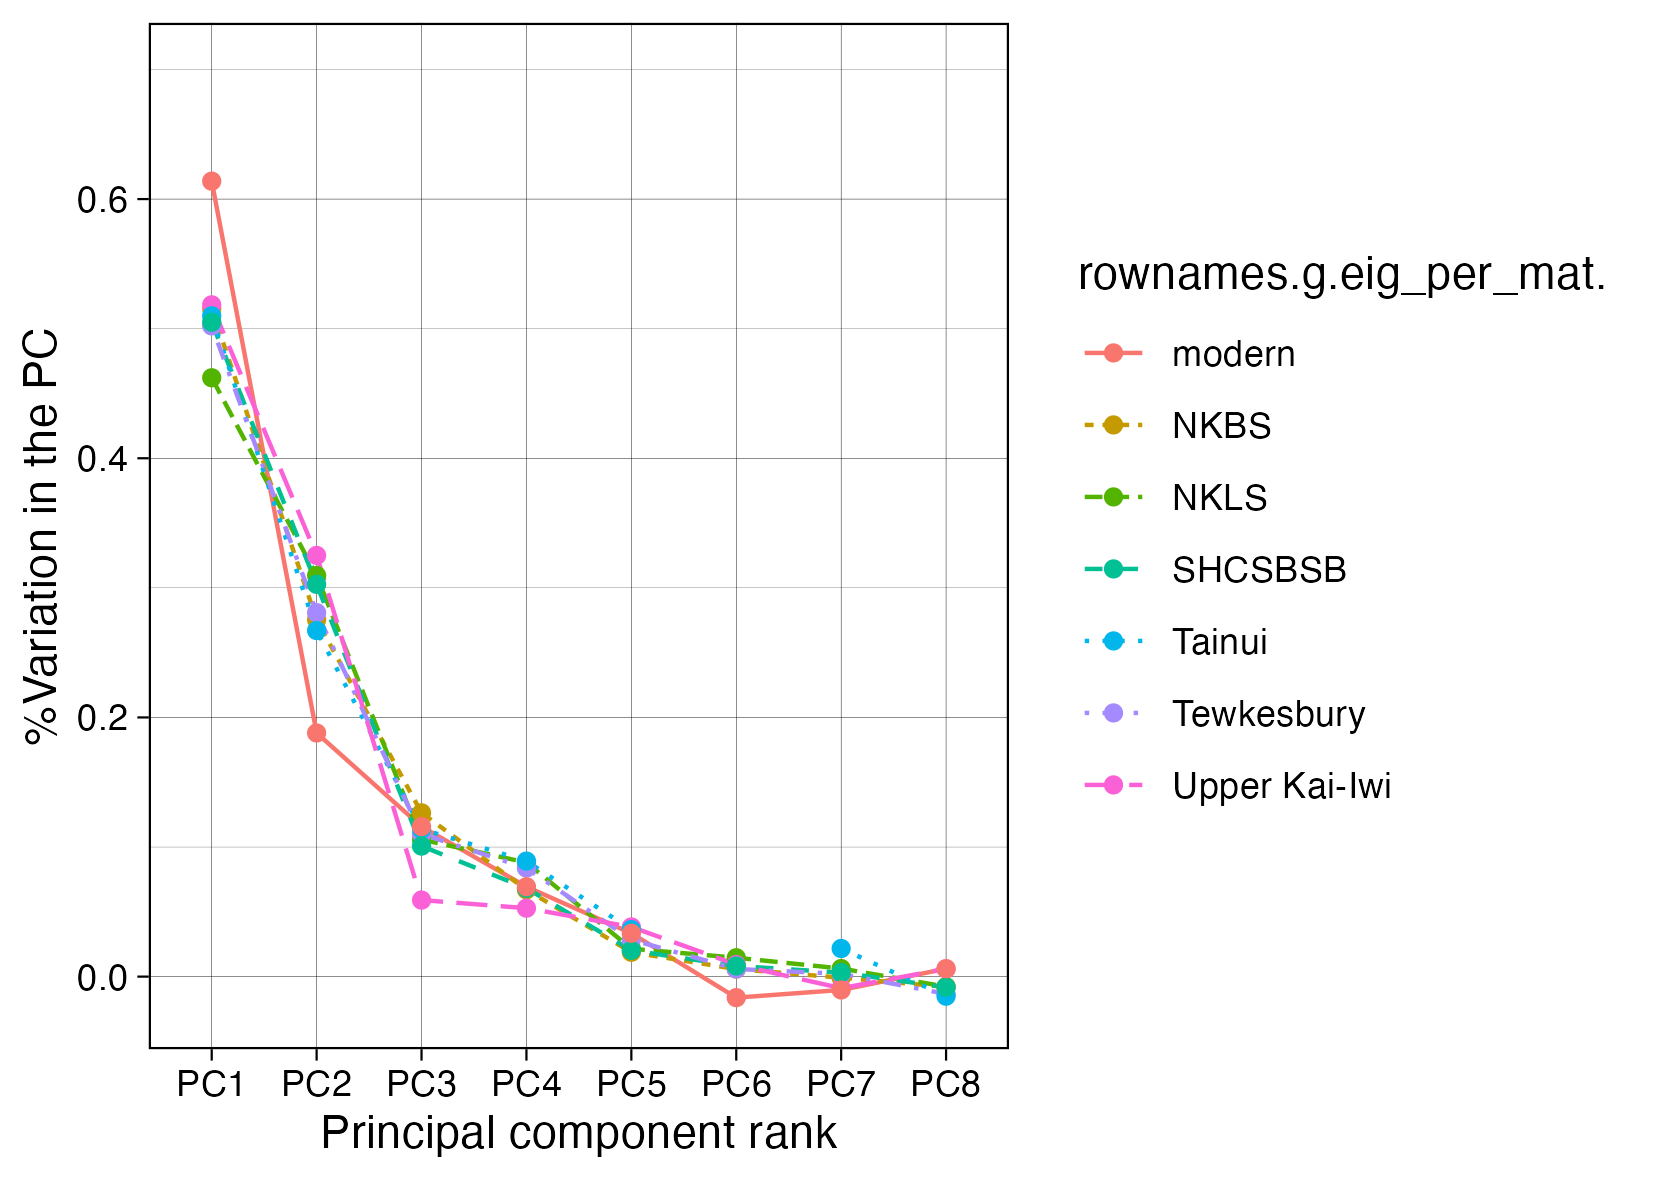 0.6
0.4
0.2
0.0
% Variation in the PC
PC1 PC2 PC3 PC4 PC5 PC6 PC7 PC8
Principal component rank
rownames.g.eig_per_mat.
modern
NKBS
NKLS
SHCSBSB
Tainui
Tewkesbury
Upper Kai-Iwi